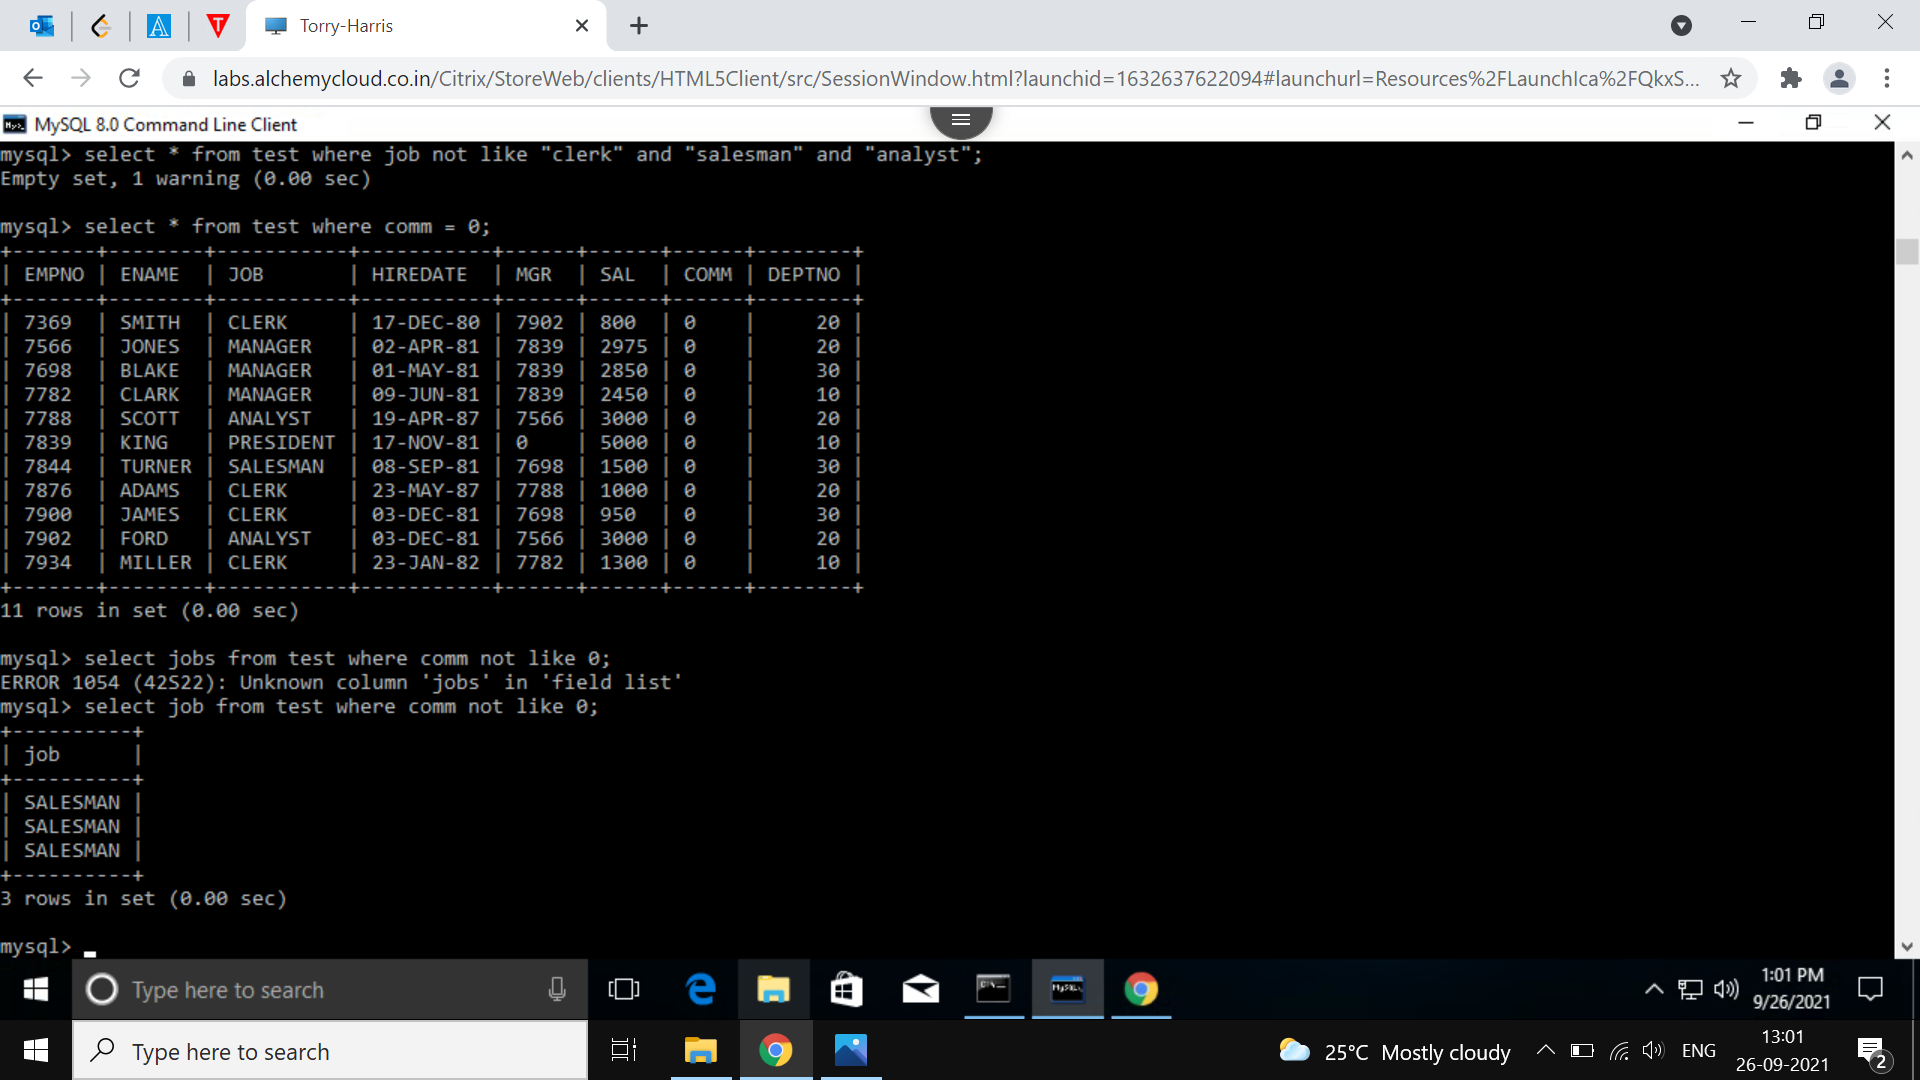 Torry-Harris
labs.alchemycloud.co.in/Citrix/StoreWeb/clients/HTML5Client/src/SessionWindow.html?launchid=1632637622094#launchurl=Resources%2FLaunchIca%2FQkxS...
MySQL 8.0 Command Line Client
mysql> select * from test where job not like "clerk" and "salesman" and "analyst";
Empty set, 1 warning (0.00 sec)
mysql> select * from test where comm = 0;
+-------+--------+-----------+-----------+------+------+------+--------+
| EMPNO | ENAME  | JOB       | HIREDATE  | MGR  | SAL  | COMM | DEPTNO |
+-------+--------+-----------+-----------+------+------+------+--------+
| 7369  | SMITH  | CLERK     | 17-DEC-80 | 7902 | 800  | 0    |     20 |
| 7566  | JONES  | MANAGER   | 02-APR-81 | 7839 | 2975 | 0    |     20 |
| 7698  | BLAKE  | MANAGER   | 01-MAY-81 | 7839 | 2850 | 0    |     30 |
| 7782  | CLARK  | MANAGER   | 09-JUN-81 | 7839 | 2450 | 0    |     10 |
| 7788  | SCOTT  | ANALYST   | 19-APR-87 | 7566 | 3000 | 0    |     20 |
| 7839  | KING   | PRESIDENT | 17-NOV-81 | 0    | 5000 | 0    |     10 |
| 7844  | TURNER | SALESMAN  | 08-SEP-81 | 7698 | 1500 | 0    |     30 |
| 7876  | ADAMS  | CLERK     | 23-MAY-87 | 7788 | 1000 | 0    |     20 |
| 7900  | JAMES  | CLERK     | 03-DEC-81 | 7698 | 950  | 0    |     30 |
| 7902  | FORD   | ANALYST   | 03-DEC-81 | 7566 | 3000 | 0    |     20 |
| 7934  | MILLER | CLERK     | 23-JAN-82 | 7782 | 1300 | 0    |     10 |
+-------+--------+-----------+-----------+------+------+------+--------+
11 rows in set (0.00 sec)
mysql> select jobs from test where comm not like 0;
ERROR 1054 (42S22): Unknown column 'jobs' in 'field list'
mysql> select job from test where comm not like 0;
+----------+
| job      |
+----------+
| SALESMAN |
| SALESMAN |
| SALESMAN |
+----------+
3 rows in set (0.00 sec)
mysql> _
Type here to search
1:01 PM
9/26/2021
Type here to search
25°C Mostly cloudy
ENG
13:01
26-09-2021
2